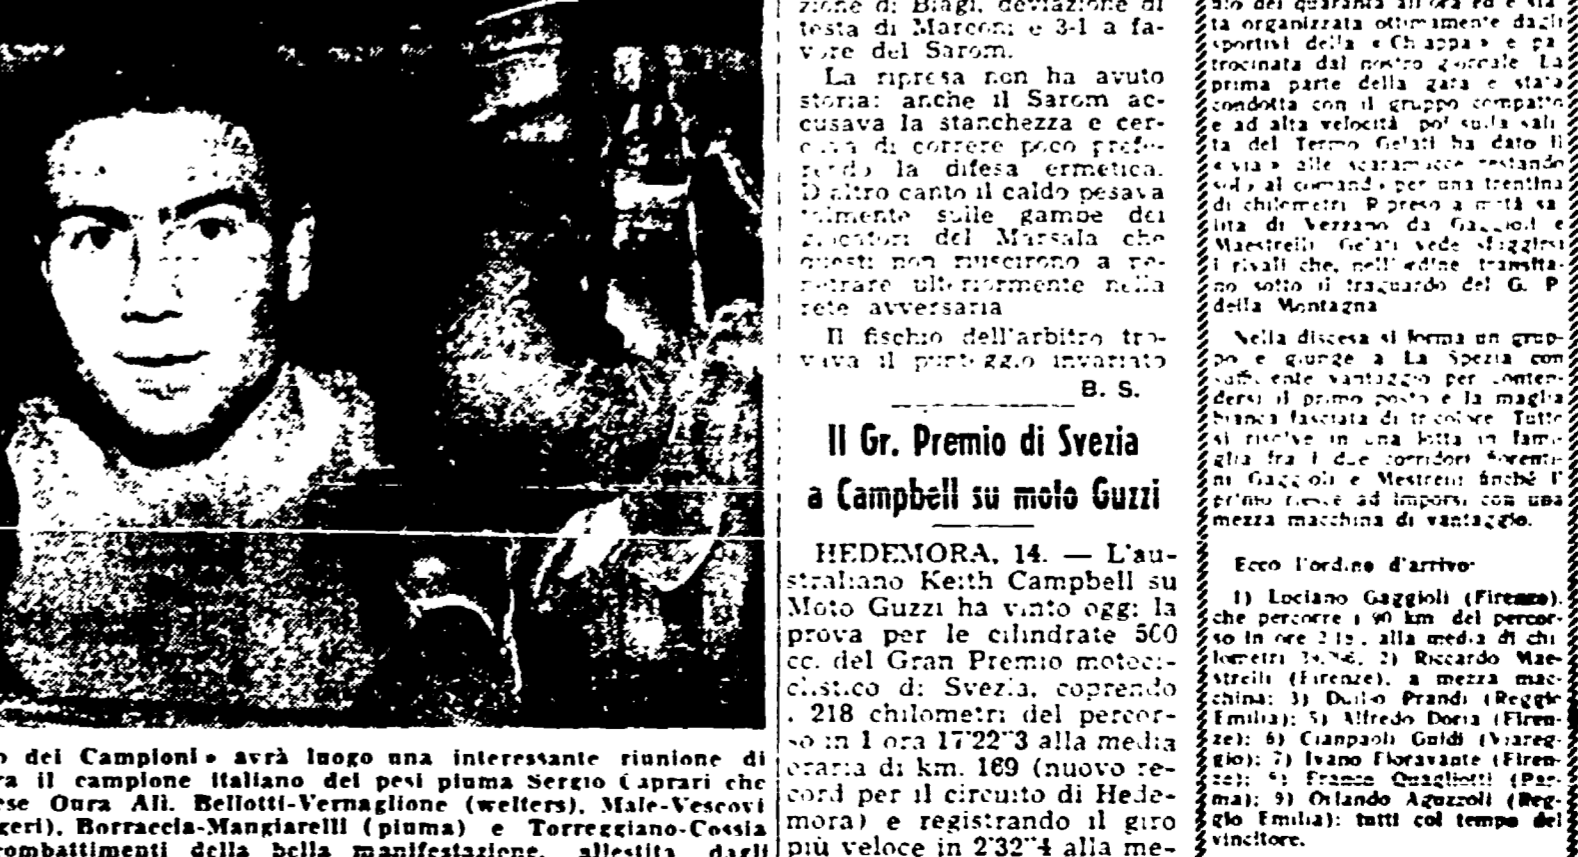 o dei Campioni» avrà luogo una interessante riunione di
ra il campione italiano dei pesi piuma Sergio Caprari che
ese Oura Alì. Bellotti-Vernaglione (welters), Male-Vescovi
geri), Borraccia-Mangiarelli (piuma) e Torreggiano-Cossia
combattimenti della bella manifestazione, allestita dagli
zione di Biagi, deviazione di
testa di Marconi e 3-1 a fa-
vore del Sarom.
La ripresa non ha avuto
storia: anche il Sarom ac-
cusava la stanchezza e cer-
cava di correre poco prefe-
rendo la difesa ermetica.
D'altro canto il caldo pesava
talmente sulle gambe dei
giocatori del Marsala che
questi non riuscirono a pe-
netrare ulteriormente nella
rete avversaria
Il fischio dell'arbitro tro-
vava il punteggio invariato
B. S.
Il Gr. Premio di Svezia
a Campbell su moto Guzzi
HEDEMORA, 14. — L'au-
straliano Keith Campbell su
Moto Guzzi ha vinto oggi la
prova per le cilindrate 500
cc. del Gran Premio motoci-
clistico di Svezia, coprendo
218 chilometri del percor-
so in 1 ora 17'22"3 alla media
oraria di km. 169 (nuovo re-
cord per il circuito di Hede-
mora) e registrando il giro
più veloce in 2'32"4 alla me-
dei quaranta all'ora ed è sta-
ta organizzata ottimamente dagli
sportivi della «Chiappa» e pa-
trocinata dal nostro giornale La
prima parte della gara è stata
condotta con il gruppo compatto
e ad alta velocità poi sulla sali-
ta del Termo Gelati ha dato il
«via» alle scaramucce restando
solo al comando per una trentina
di chilometri. Ripreso a metà sa-
lita di Vezzano da Gaggioli e
Maestrelli Gelati vede sfuggirsi
i rivali che, nell'ordine transita-
no sotto il traguardo del G. P
della Montagna
Nella discesa si forma un grup-
po e giunge a La Spezia con
sufficiente vantaggio per conten-
dersi il primo posto e la maglia
bianca fasciata di tricolore. Tutto
si risolve in una lotta in fami-
glia fra i due corridori fiorenti-
ni Gaggioli e Mestreni finchè l'
primo riesce ad imporsi con una
mezza macchina di vantaggio.
Ecco l'ordine d'arrivo:
1) Luciano Gaggioli (Firenze),
che percorre i 90 km del percor-
so in ore alla media di chi
lometri 2) Riccardo Mae-
strelli (Firenze), a mezza mac-
china; 3) Duilio Prandi (Reggio
Emilia); 5) Alfredo Doria (Firen-
ze); 6) Gianpaoli Guidi (Viareg-
gio); 7) Ivano Fioravante (Firen-
ze); Franco Quagliotti (Par-
ma); 9) Orlando Aguzzoli (Reg-
gio Emilia); tutti col tempo del
vincitore.